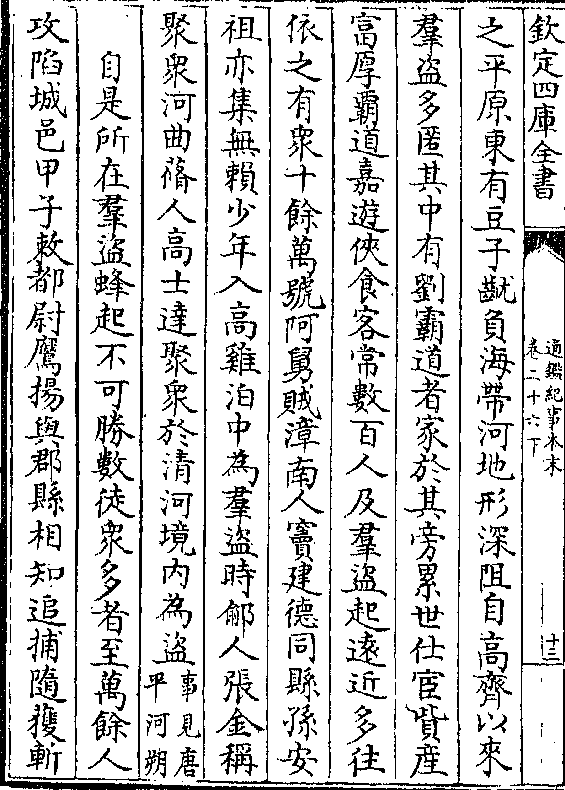 欽定四庫全書
通鑑紀事本末
卷二十六下
十三
之平原東有豆子䴚負海帶河地形深阻自高齊以來
羣盜多匿其中有劉霸道者家於其旁累世仕宦貲産
富厚霸道喜遊俠食客常數百人及羣盜起遠近多往
依之有衆十餘萬號阿舅賊漳南人竇建德同縣孫安
祖亦集無賴少年入高雞泊中為羣盜時鄃人張金稱
聚衆河曲蓨人高士達聚衆於清河境内為盜事見唐
平河朔
自是所在羣盜蜂起不可勝數徒衆多者至萬餘人
攻陷城邑甲子敕都尉鷹揚與郡縣相知追捕隨獲斬